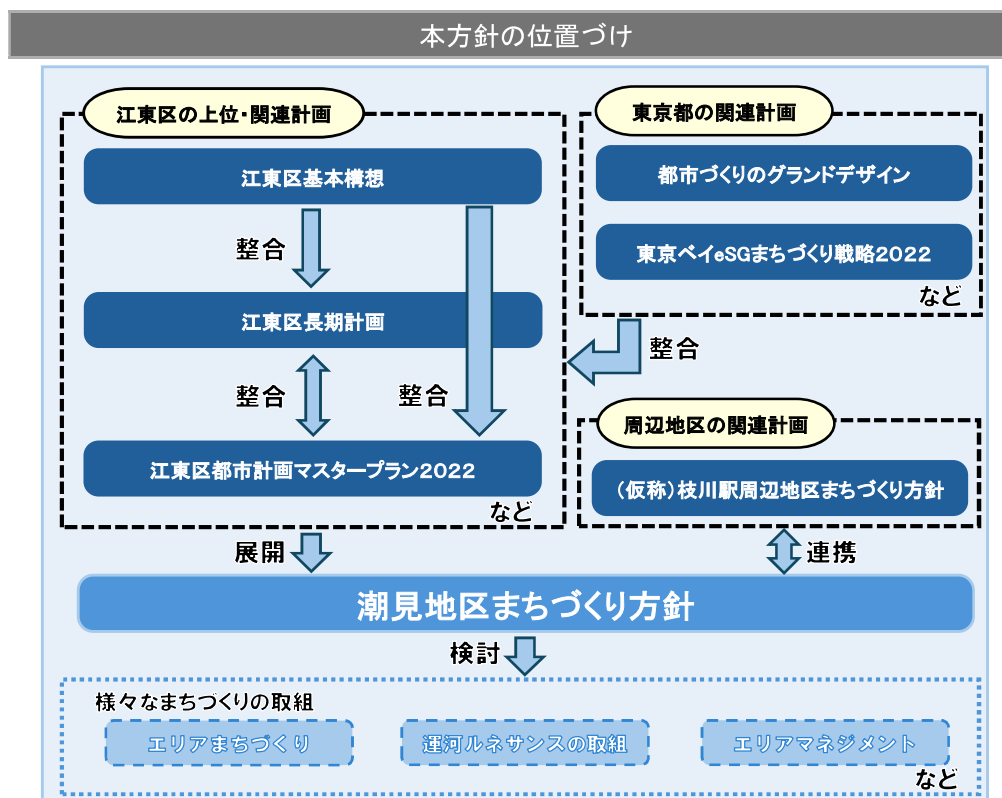 本方針の位置づけ
江東区の上位・関連計画
江東区基本構想
整合
江東区長期計画
整合
整合
江東区都市計画マスタープラン2022
など
東京都の関連計画
都市づくりのグランドデザイン
東京ベイeSGまちづくり戦略2022
など
整合
周辺地区の関連計画
(仮称)枝川駅周辺地区まちづくり方針
展開
連携
潮見地区まちづくり方針
検討
様々なまちづくりの取組
エリアまちづくり
運河ルネサンスの取組
エリアマネジメント
など